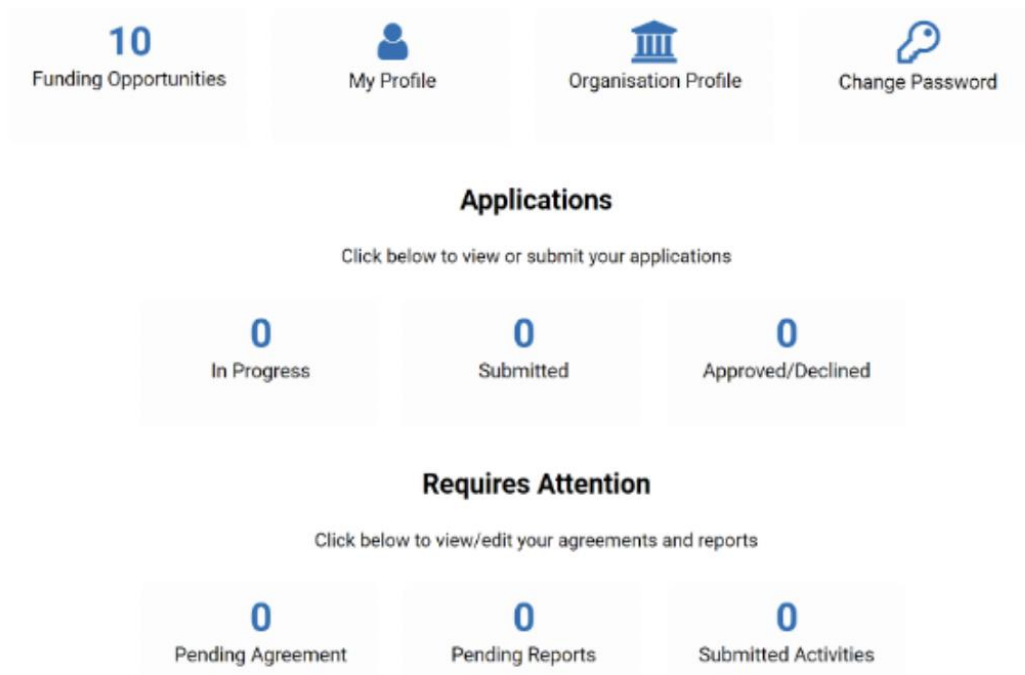 10
Funding Opportunities
My Profile
Organisation Profile
Change Password
Applications
Click below to view or submit your applications
0
In Progress
0
Submitted
0
Approved/Declined
Requires Attention
Click below to view/edit your agreements and reports
0
Pending Agreement
0
Pending Reports
0
Submitted Activities